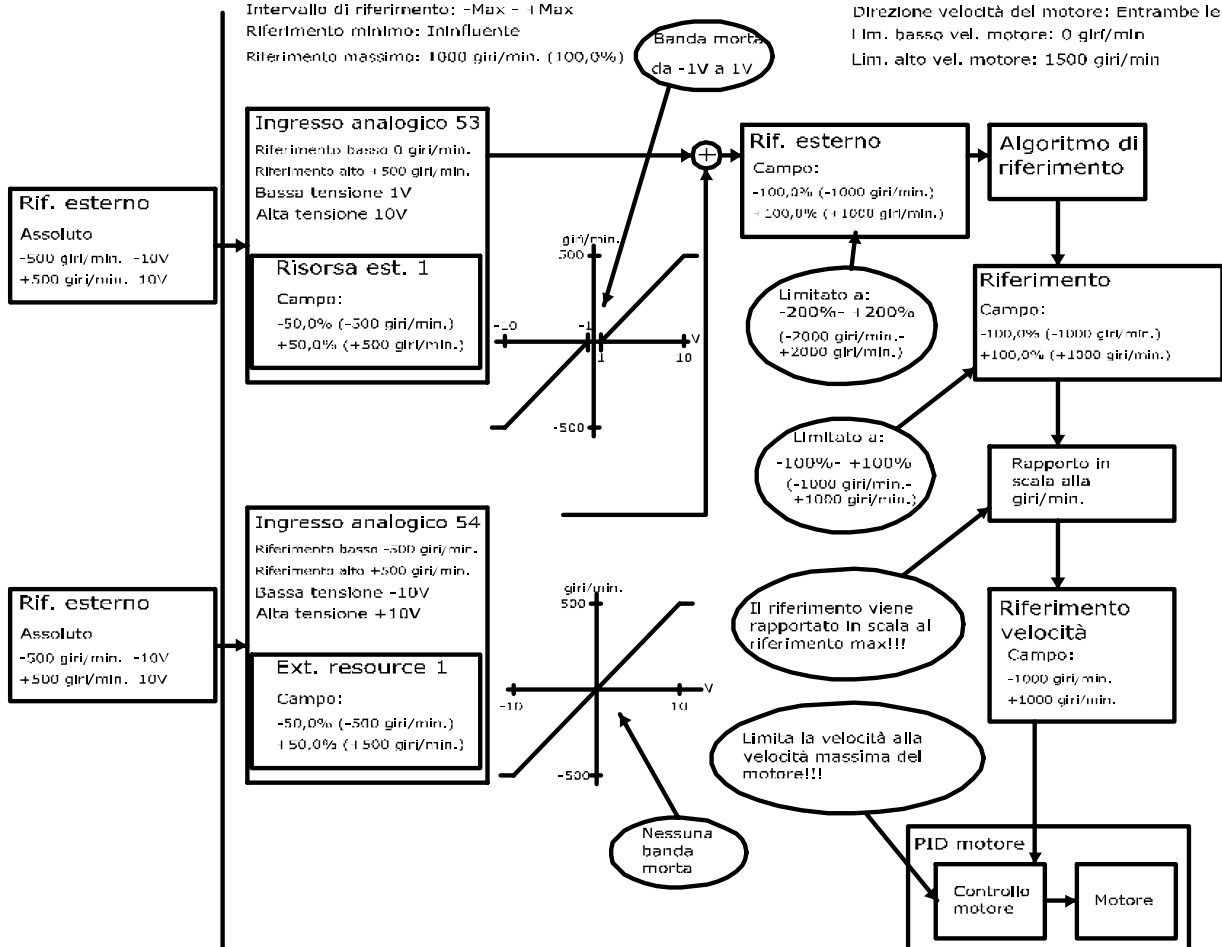 Intervallo di riferimento: -Max - +Max
Riferimento minimo: Ininfluente
Riferimento massimo: 1000 giri/min. (100,0%)
Direzione velocità del motore: Entrambe le
Lim. basso vel. motore: 0 giri/min
Lim. alto vel. motore: 1500 giri/min
Banda morta
da -1V a 1V
Rif. esterno
Assoluto
-500 giri/min. -10V
+500 giri/min. 10V
Ingresso analogico 53
Riferimento basso 0 giri/min.
Riferimento alto +500 giri/min.
Bassa tensione 1V
Alta tensione 10V
Risorsa est. 1
Campo:
-50,0% (-500 giri/min.)
+50,0% (+500 giri/min.)
giri/min.
500
-10
-1
1
10
V
-500
Rif. esterno
Campo:
-100,0% (-1000 giri/min.)
+100,0% (+1000 giri/min.)
Algoritmo di
riferimento
Limitato a:
-200%- +200%
(-2000 giri/min.-
+2000 giri/min.)
Riferimento
Campo:
-100,0% (-1000 giri/min.)
+100,0% (+1000 giri/min.)
Limitato a:
-100%- +100%
(-1000 giri/min.-
+1000 giri/min.)
Rapporto in
scala alla
giri/min.
Rif. esterno
Assoluto
-500 giri/min. -10V
+500 giri/min. 10V
Ingresso analogico 54
Riferimento basso -500 giri/min.
Riferimento alto +500 giri/min.
Bassa tensione -10V
Alta tensione +10V
Ext. resource 1
Campo:
-50,0% (-500 giri/min.)
+50,0% (+500 giri/min.)
giri/min.
500
-10
10
V
-500
Nessuna
banda
morta
Il riferimento viene
rapportato in scala al
riferimento max!!!
Riferimento
velocità
Campo:
-1000 giri/min.
+1000 giri/min.
Limita la velocità alla
velocità massima del
motore!!!
PID motore
Controllo
motore
Motore